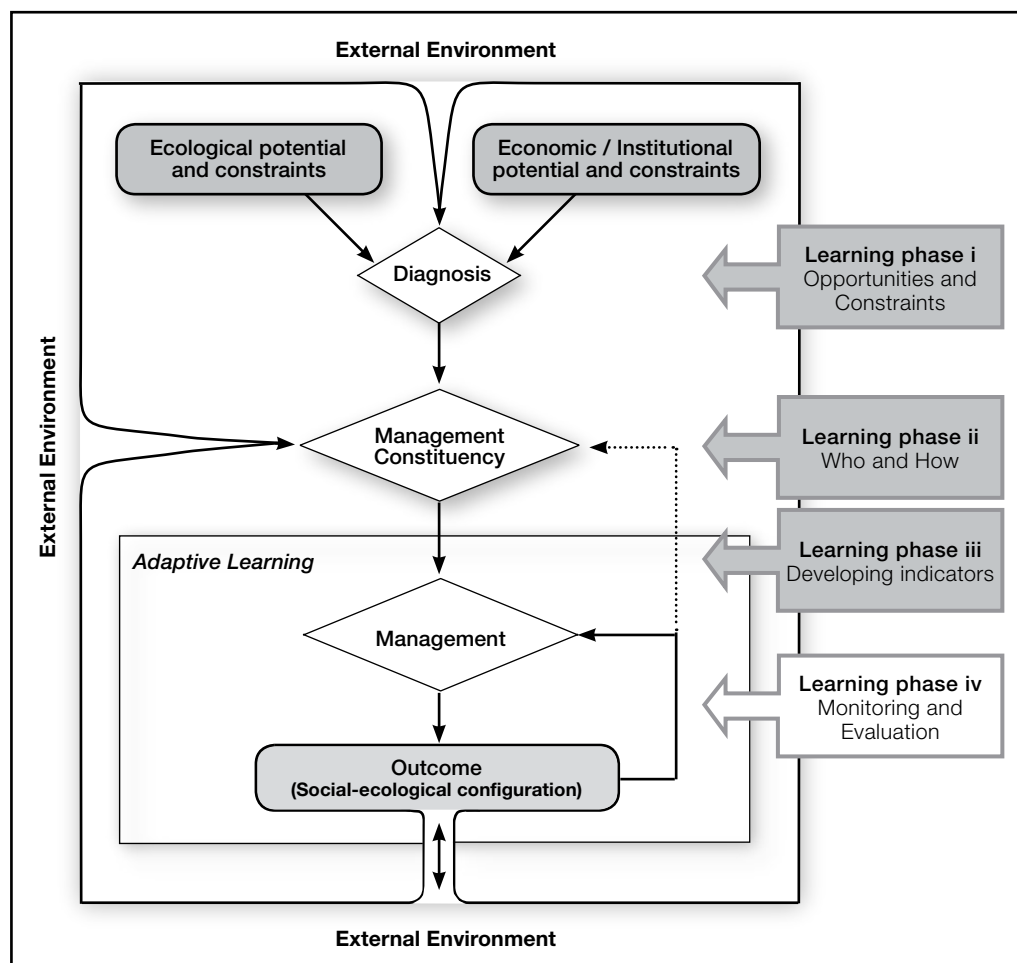 External Environment
Ecological potential
and constraints
Economic / Institutional
potential and constraints
Diagnosis
Learning phase i
Opportunities and
Constraints
External Environment
Management
Constituency
Learning phase ii
Who and How
Adaptive Learning
Learning phase iii
Developing indicators
Management
Learning phase iv
Monitoring and
Evaluation
Outcome
(Social-ecological configuration)
External Environment